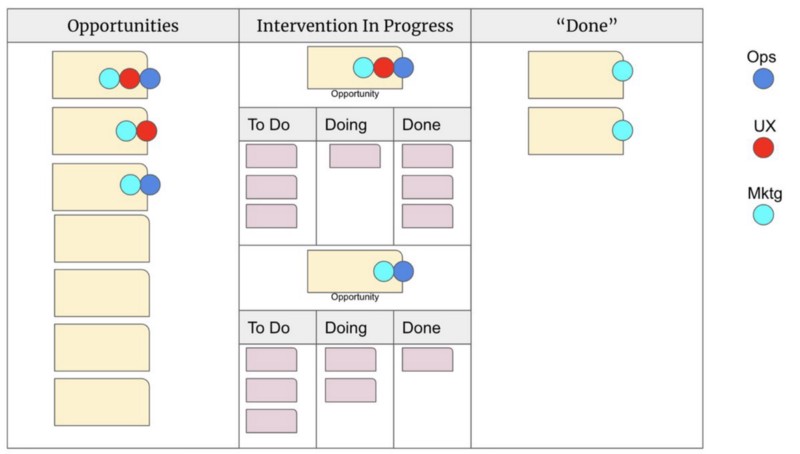 Opportunities
Intervention In Progress
“Done”
Opportunity
To Do
Doing
Done
Opportunity
To Do
Doing
Done
Ops
UX
Mktg